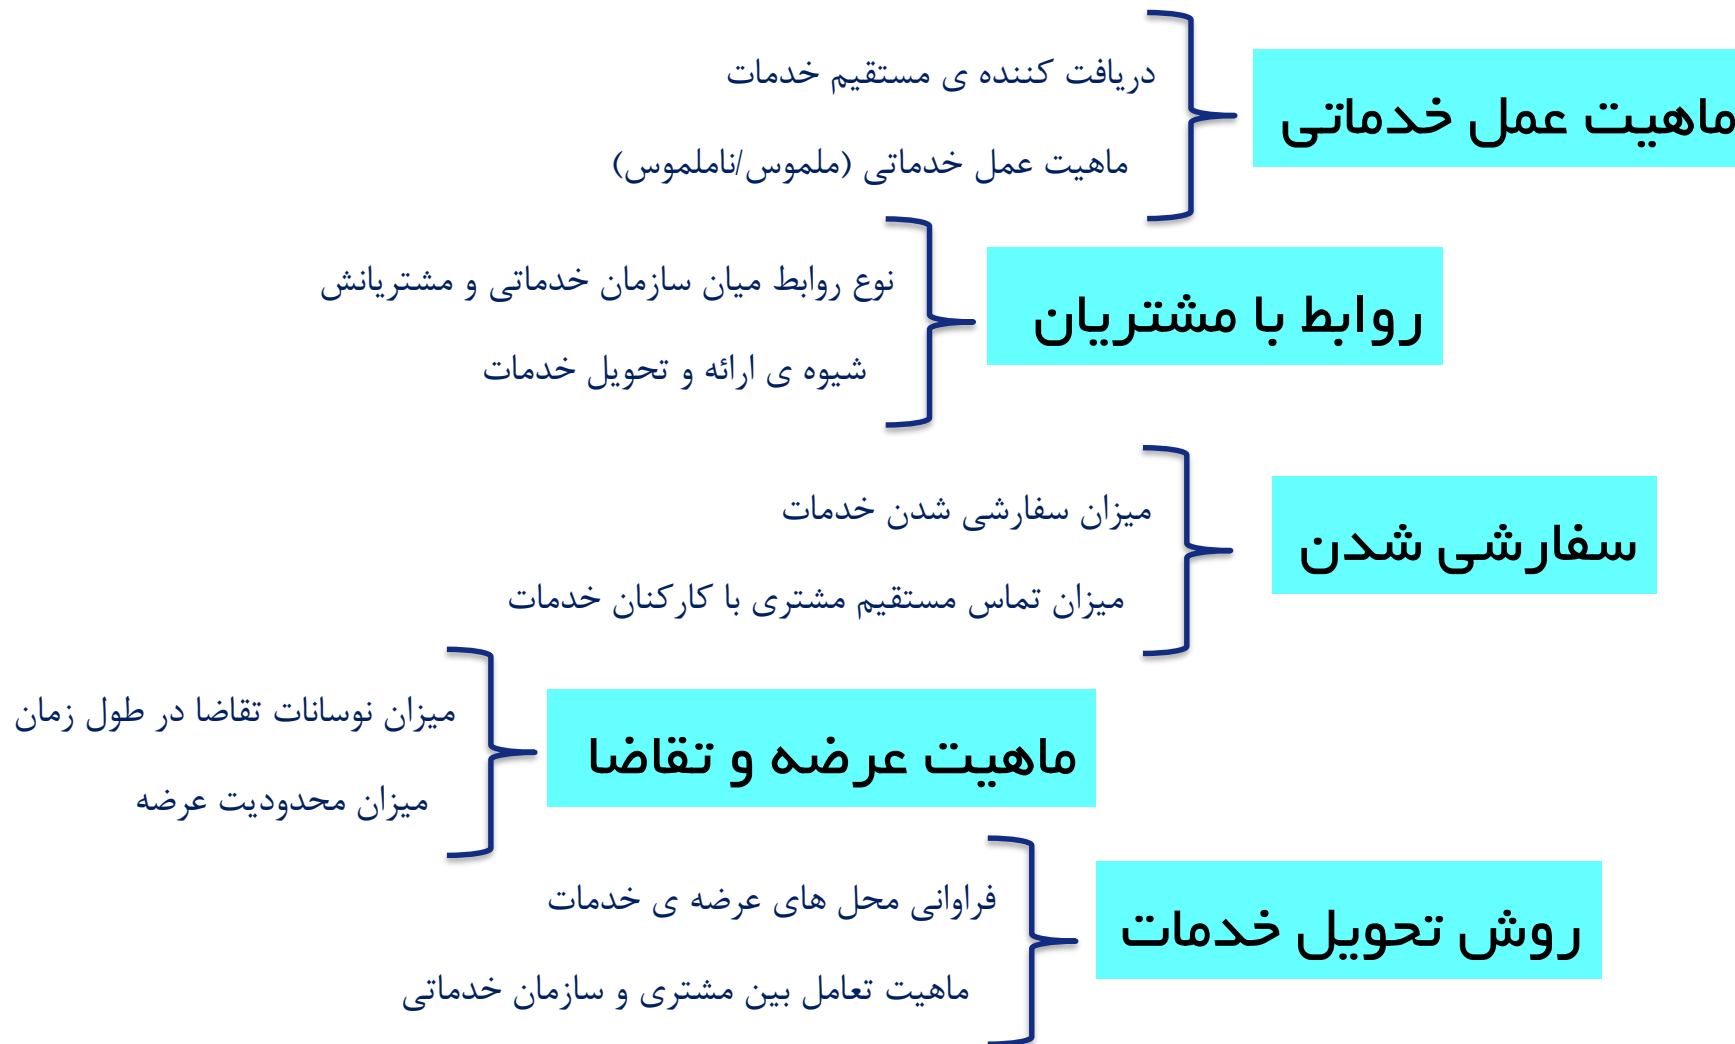 ماهیت عمل خدماتی
دریافت کننده ی مستقیم خدمات
ماهیت عمل خدماتی (ملموس/ناملموس)
روابط با مشتریان
نوع روابط میان سازمان خدماتی و مشتریانش
شیوه ی ارائه و تحویل خدمات
سفارشی شدن
میزان سفارشی شدن خدمات
میزان تماس مستقیم مشتری با کارکنان خدمات
ماهیت عرضه و تقاضا
میزان نوسانات تقاضا در طول زمان
میزان محدودیت عرضه
روش تحویل خدمات
فراوانی محل های عرضه ی خدمات
ماهیت تعامل بین مشتری و سازمان خدماتی